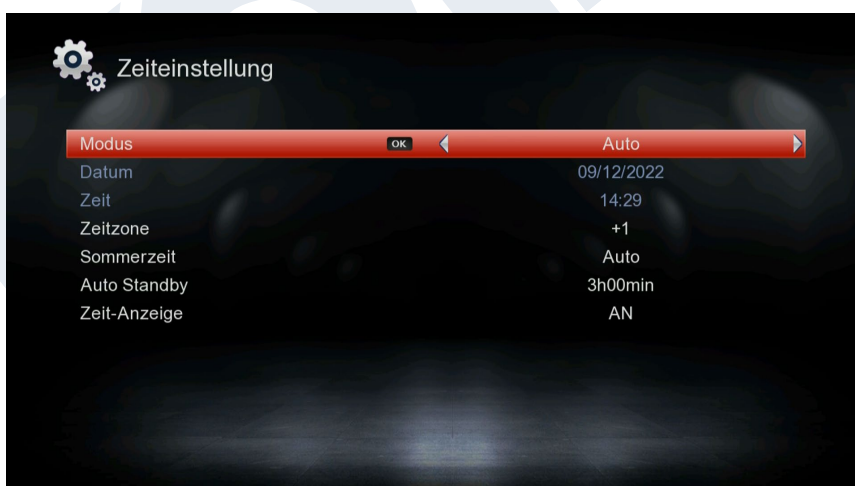 Zeiteinstellung
Modus OK Auto
Datum 09/12/2022
Zeit 14:29
Zeitzone +1
Sommerzeit Auto
Auto Standby 3h00min
Zeit-Anzeige AN